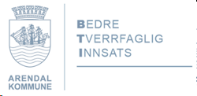 ARENDAL
KOMMUNE
BEDRE
TVERRFAGLIG
INNSATS